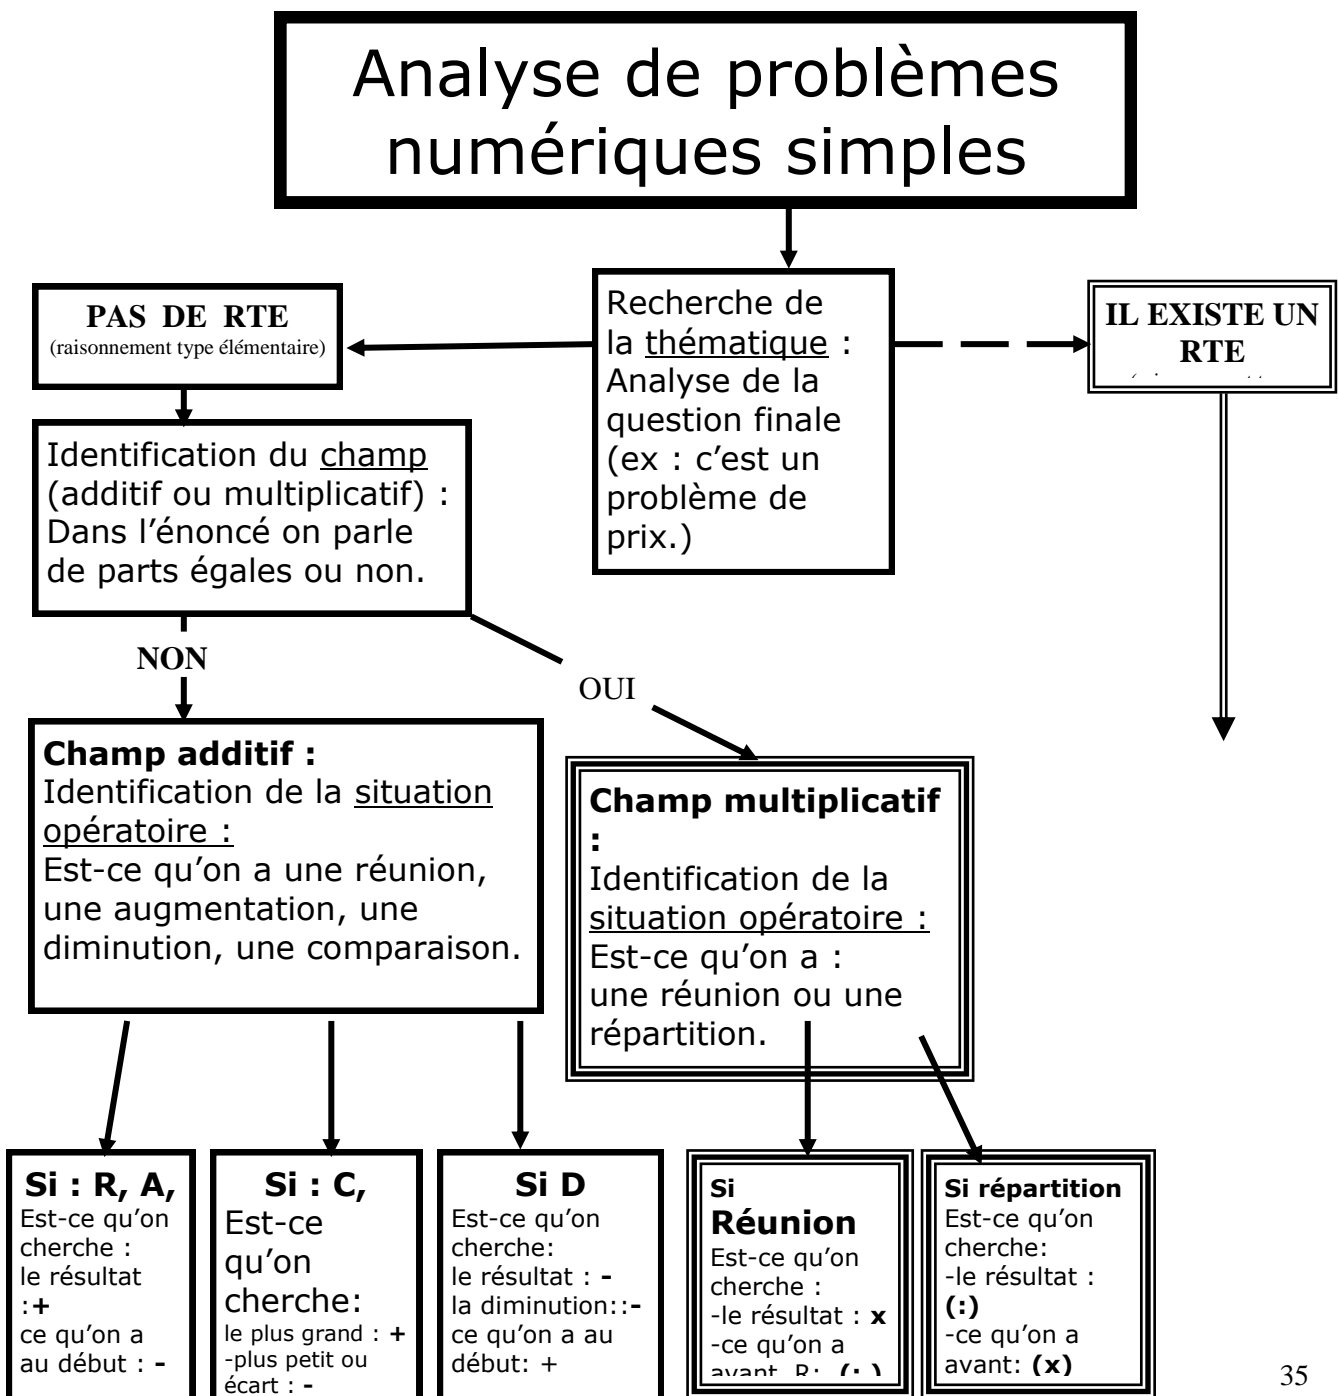 Analyse de problèmes
numériques simples
PAS DE RTE
(raisonnement type élémentaire)
Recherche de
la thématique :
Analyse de la
question finale
(ex : c’est un
problème de
prix.)
IL EXISTE UN
RTE
Identification du champ
(additif ou multiplicatif) :
Dans l’énoncé on parle
de parts égales ou non.
NON
OUI
Champ additif :
Identification de la situation
opératoire :
Est-ce qu’on a une réunion,
une augmentation, une
diminution, une comparaison.
Champ multiplicatif
:
Identification de la
situation opératoire :
Est-ce qu’on a :
une réunion ou une
répartition.
Si : R, A,
Est-ce qu’on
cherche :
le résultat
:+
ce qu’on a
au début : -
Si : C,
Est-ce
qu’on
cherche:
le plus grand : +
-plus petit ou
écart : -
Si D
Est-ce qu’on
cherche:
le résultat : -
la diminution::-
ce qu’on a au
début: +
Si
Réunion
Est-ce qu’on
cherche :
-le résultat : x
-ce qu’on a
avant R: (: )
Si répartition
Est-ce qu’on
cherche:
-le résultat :
(:)
-ce qu’on a
avant: (x)
35